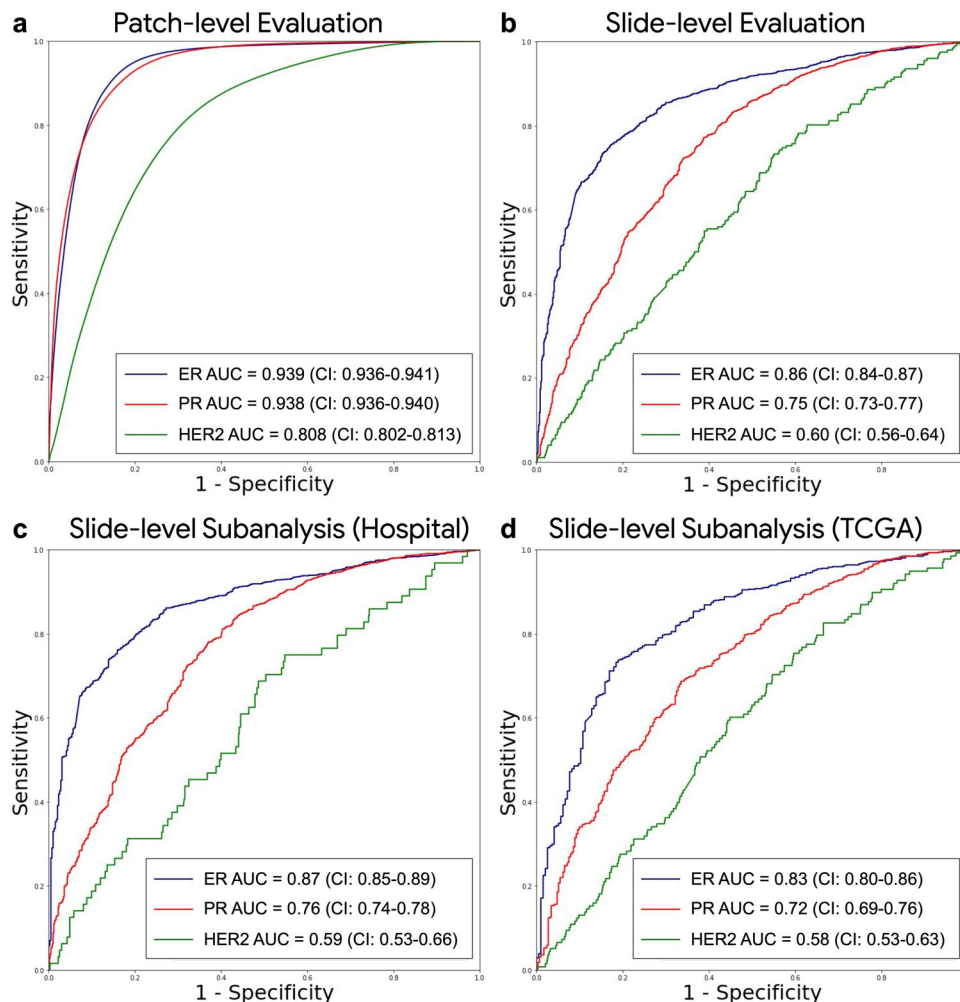 a Patch-level Evaluation
1.0
0.8
0.6
0.4
0.2
0.0
Sensitivity
ER AUC = 0.939 (CI: 0.936-0.941)
PR AUC = 0.938 (CI: 0.936-0.940)
HER2 AUC = 0.808 (CI: 0.802-0.813)
0.0 0.2 0.4 0.6 0.8 1.0
1 - Specificity
b Slide-level Evaluation
1.0
0.8
0.6
0.4
0.2
0.0
Sensitivity
ER AUC = 0.86 (CI: 0.84-0.87)
PR AUC = 0.75 (CI: 0.73-0.77)
HER2 AUC = 0.60 (CI: 0.56-0.64)
0.0 0.2 0.4 0.6 0.8
1 - Specificity
c Slide-level Subanalysis (Hospital)
1.0
0.8
0.6
0.4
0.2
0.0
Sensitivity
ER AUC = 0.87 (CI: 0.85-0.89)
PR AUC = 0.76 (CI: 0.74-0.78)
HER2 AUC = 0.59 (CI: 0.53-0.66)
0.0 0.2 0.4 0.6 0.8 1.0
1 - Specificity
d Slide-level Subanalysis (TCGA)
1.0
0.8
0.6
0.4
0.2
0.0
Sensitivity
ER AUC = 0.83 (CI: 0.80-0.86)
PR AUC = 0.72 (CI: 0.69-0.76)
HER2 AUC = 0.58 (CI: 0.53-0.63)
0.0 0.2 0.4 0.6 0.8
1 - Specificity